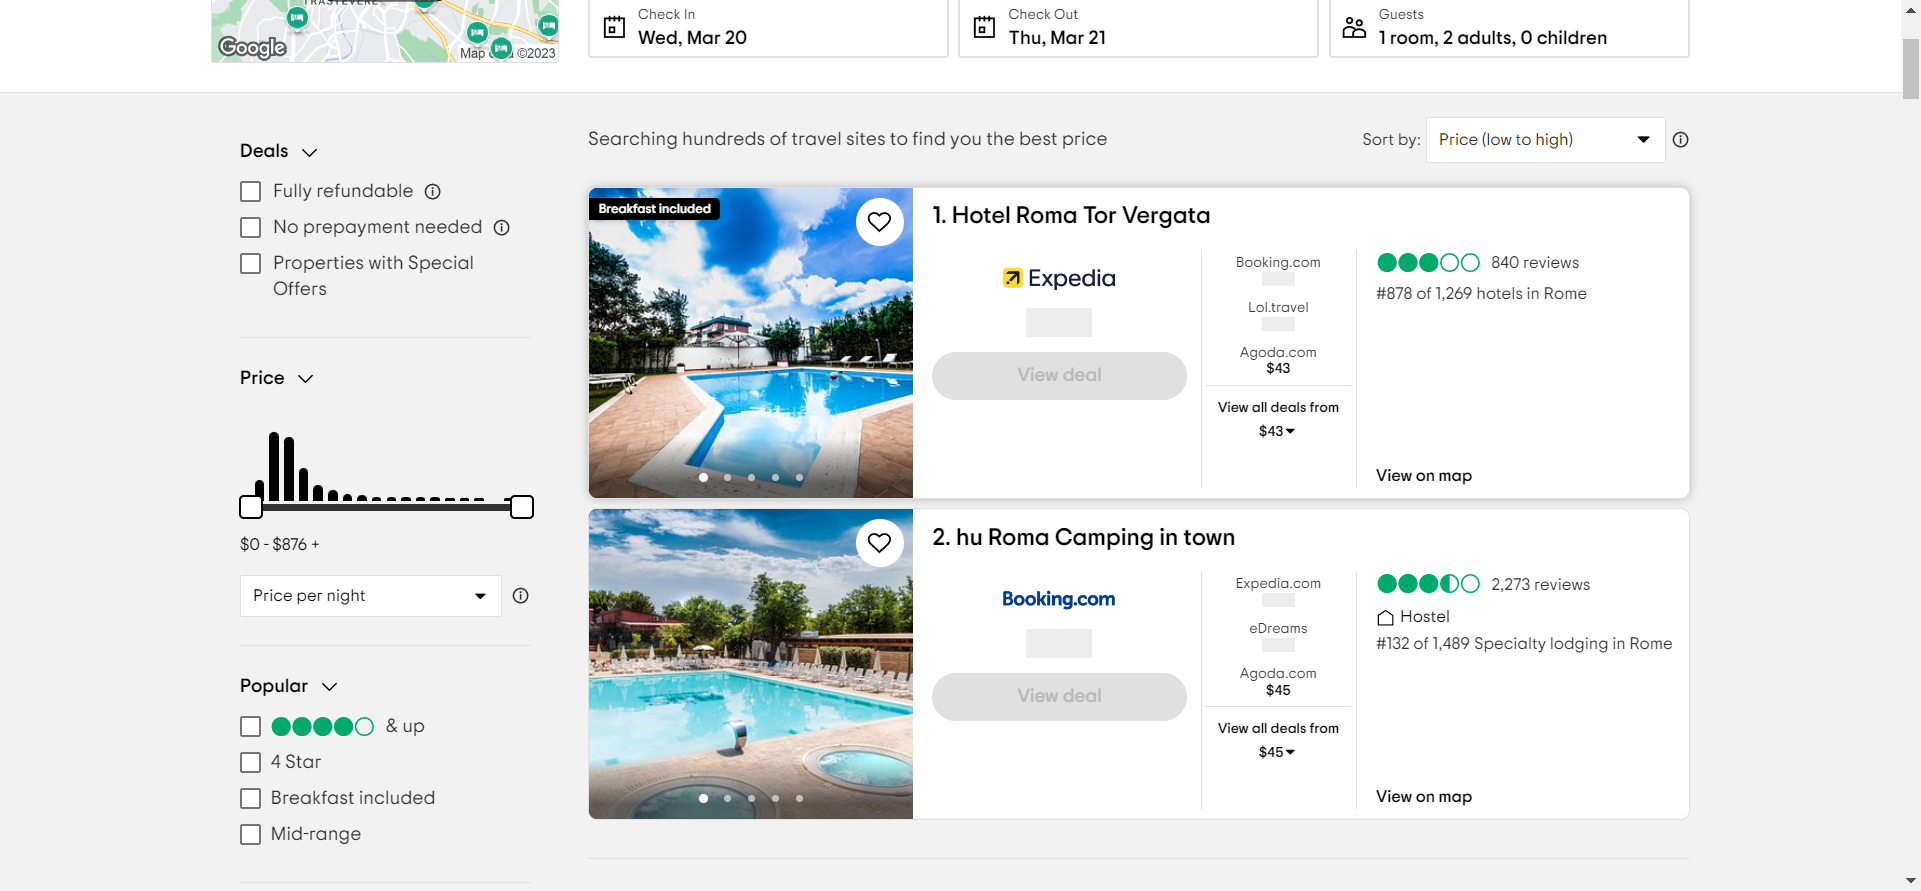 TRASTEVERE
Google
Map
©2023
Check In
Wed, Mar 20
Check Out
Thu, Mar 21
Guests
1 room, 2 adults, 0 children
Searching hundreds of travel sites to find you the best price
Sort by:
Price (low to high)
Deals
Fully refundable
No prepayment needed
Properties with Special
Offers
Price
$0 - $876 +
Price per night
Popular
& up
4 Star
Breakfast included
Mid-range
Breakfast included
1. Hotel Roma Tor Vergata
Expedia
View deal
Booking.com
Lol.travel
Agoda.com
$43
View all deals from
$43
840 reviews
#878 of 1,269 hotels in Rome
View on map
2. hu Roma Camping in town
Booking.com
View deal
Expedia.com
eDreams
Agoda.com
$45
View all deals from
$45
2,273 reviews
Hostel
#132 of 1,489 Specialty lodging in Rome
View on map